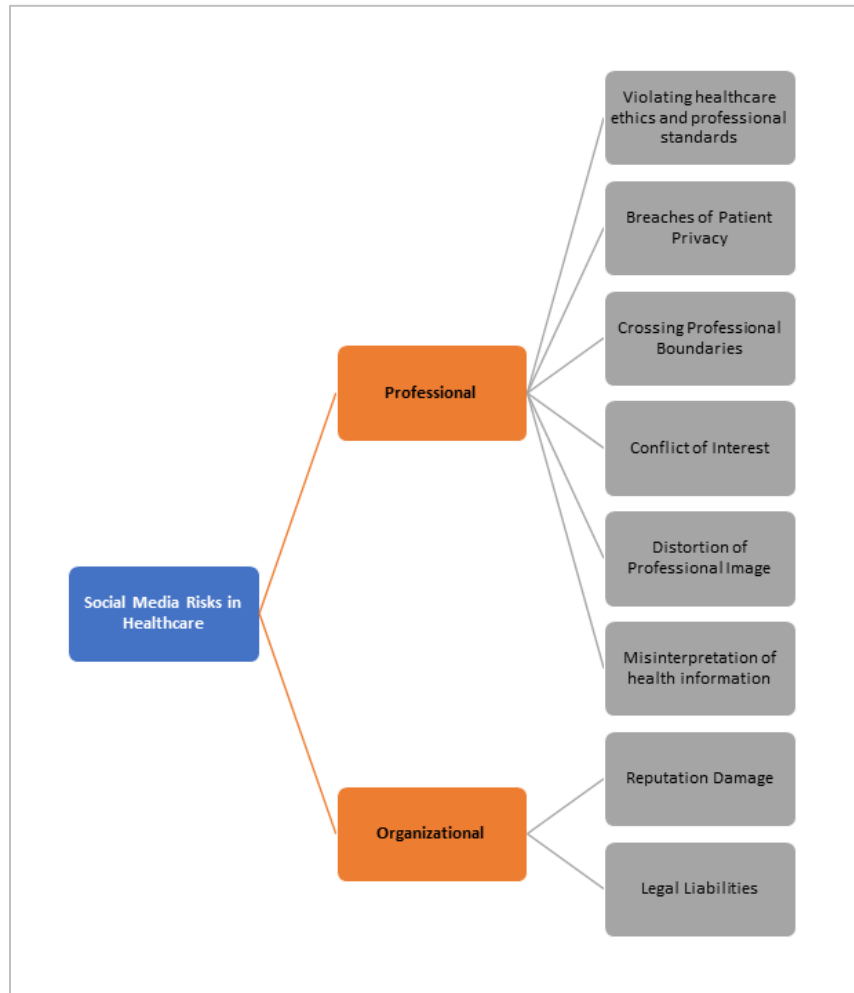 Violating healthcare
ethics and professional
standards
Breaches of Patient
Privacy
Crossing Professional
Boundaries
Professional
Conflict of Interest
Distortion of
Professional Image
Social Media Risks in
Healthcare
Misinterpretation of
health information
Reputation Damage
Organizational
Legal Liabilities